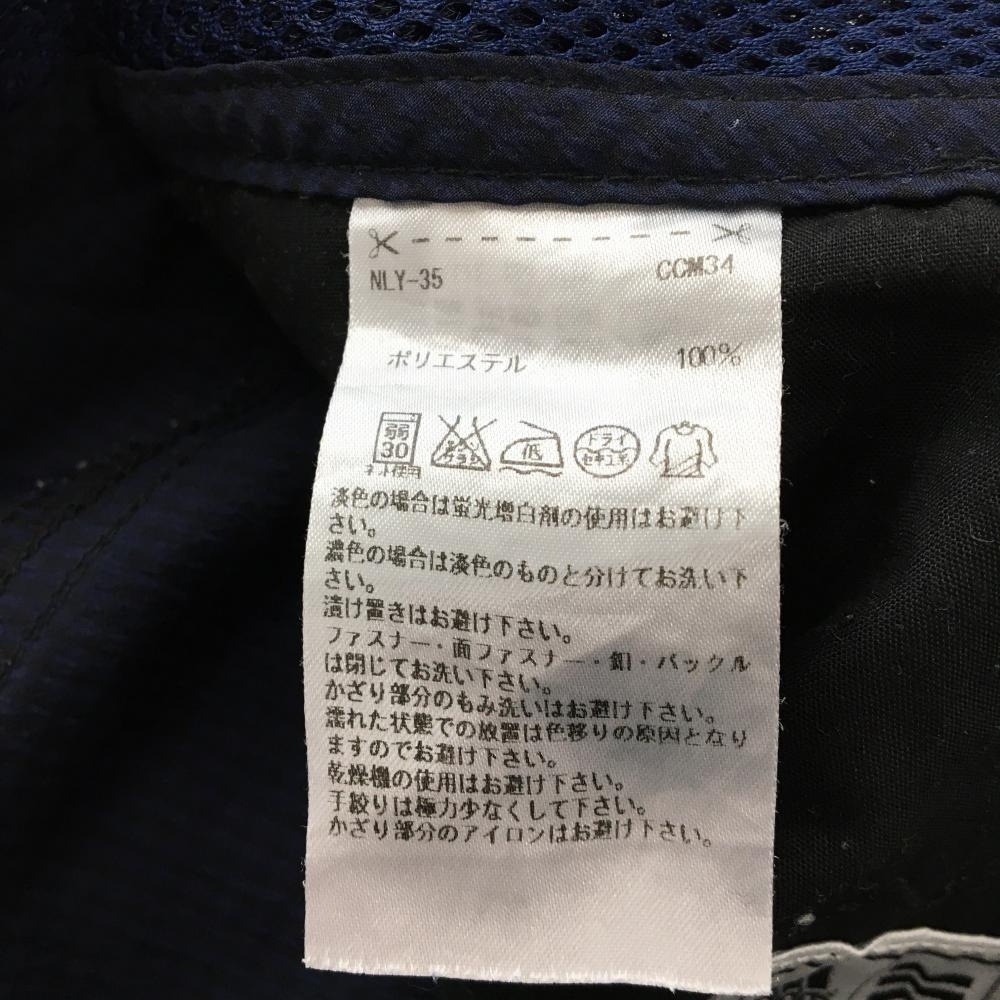 NLY-35 CCM34
ポリエステル 100%
弱
30
ネット使用
エンソ
サラシ
低
ドライ
セキユ系
淡色の場合は蛍光増白剤の使用はお避け下
さい。
濃色の場合は淡色のものと分けてお洗い下
さい。
漬け置きはお避け下さい。
ファスナー・面ファスナー・釦・バックル
は閉じてお洗い下さい。
かざり部分のもみ洗いはお避け下さい。
濡れた状態での放置は色移りの原因となり
ますのでお避け下さい。
乾燥機の使用はお避け下さい。
手絞りは極力少なくして下さい。
かざり部分のアイロンはお避け下さい。